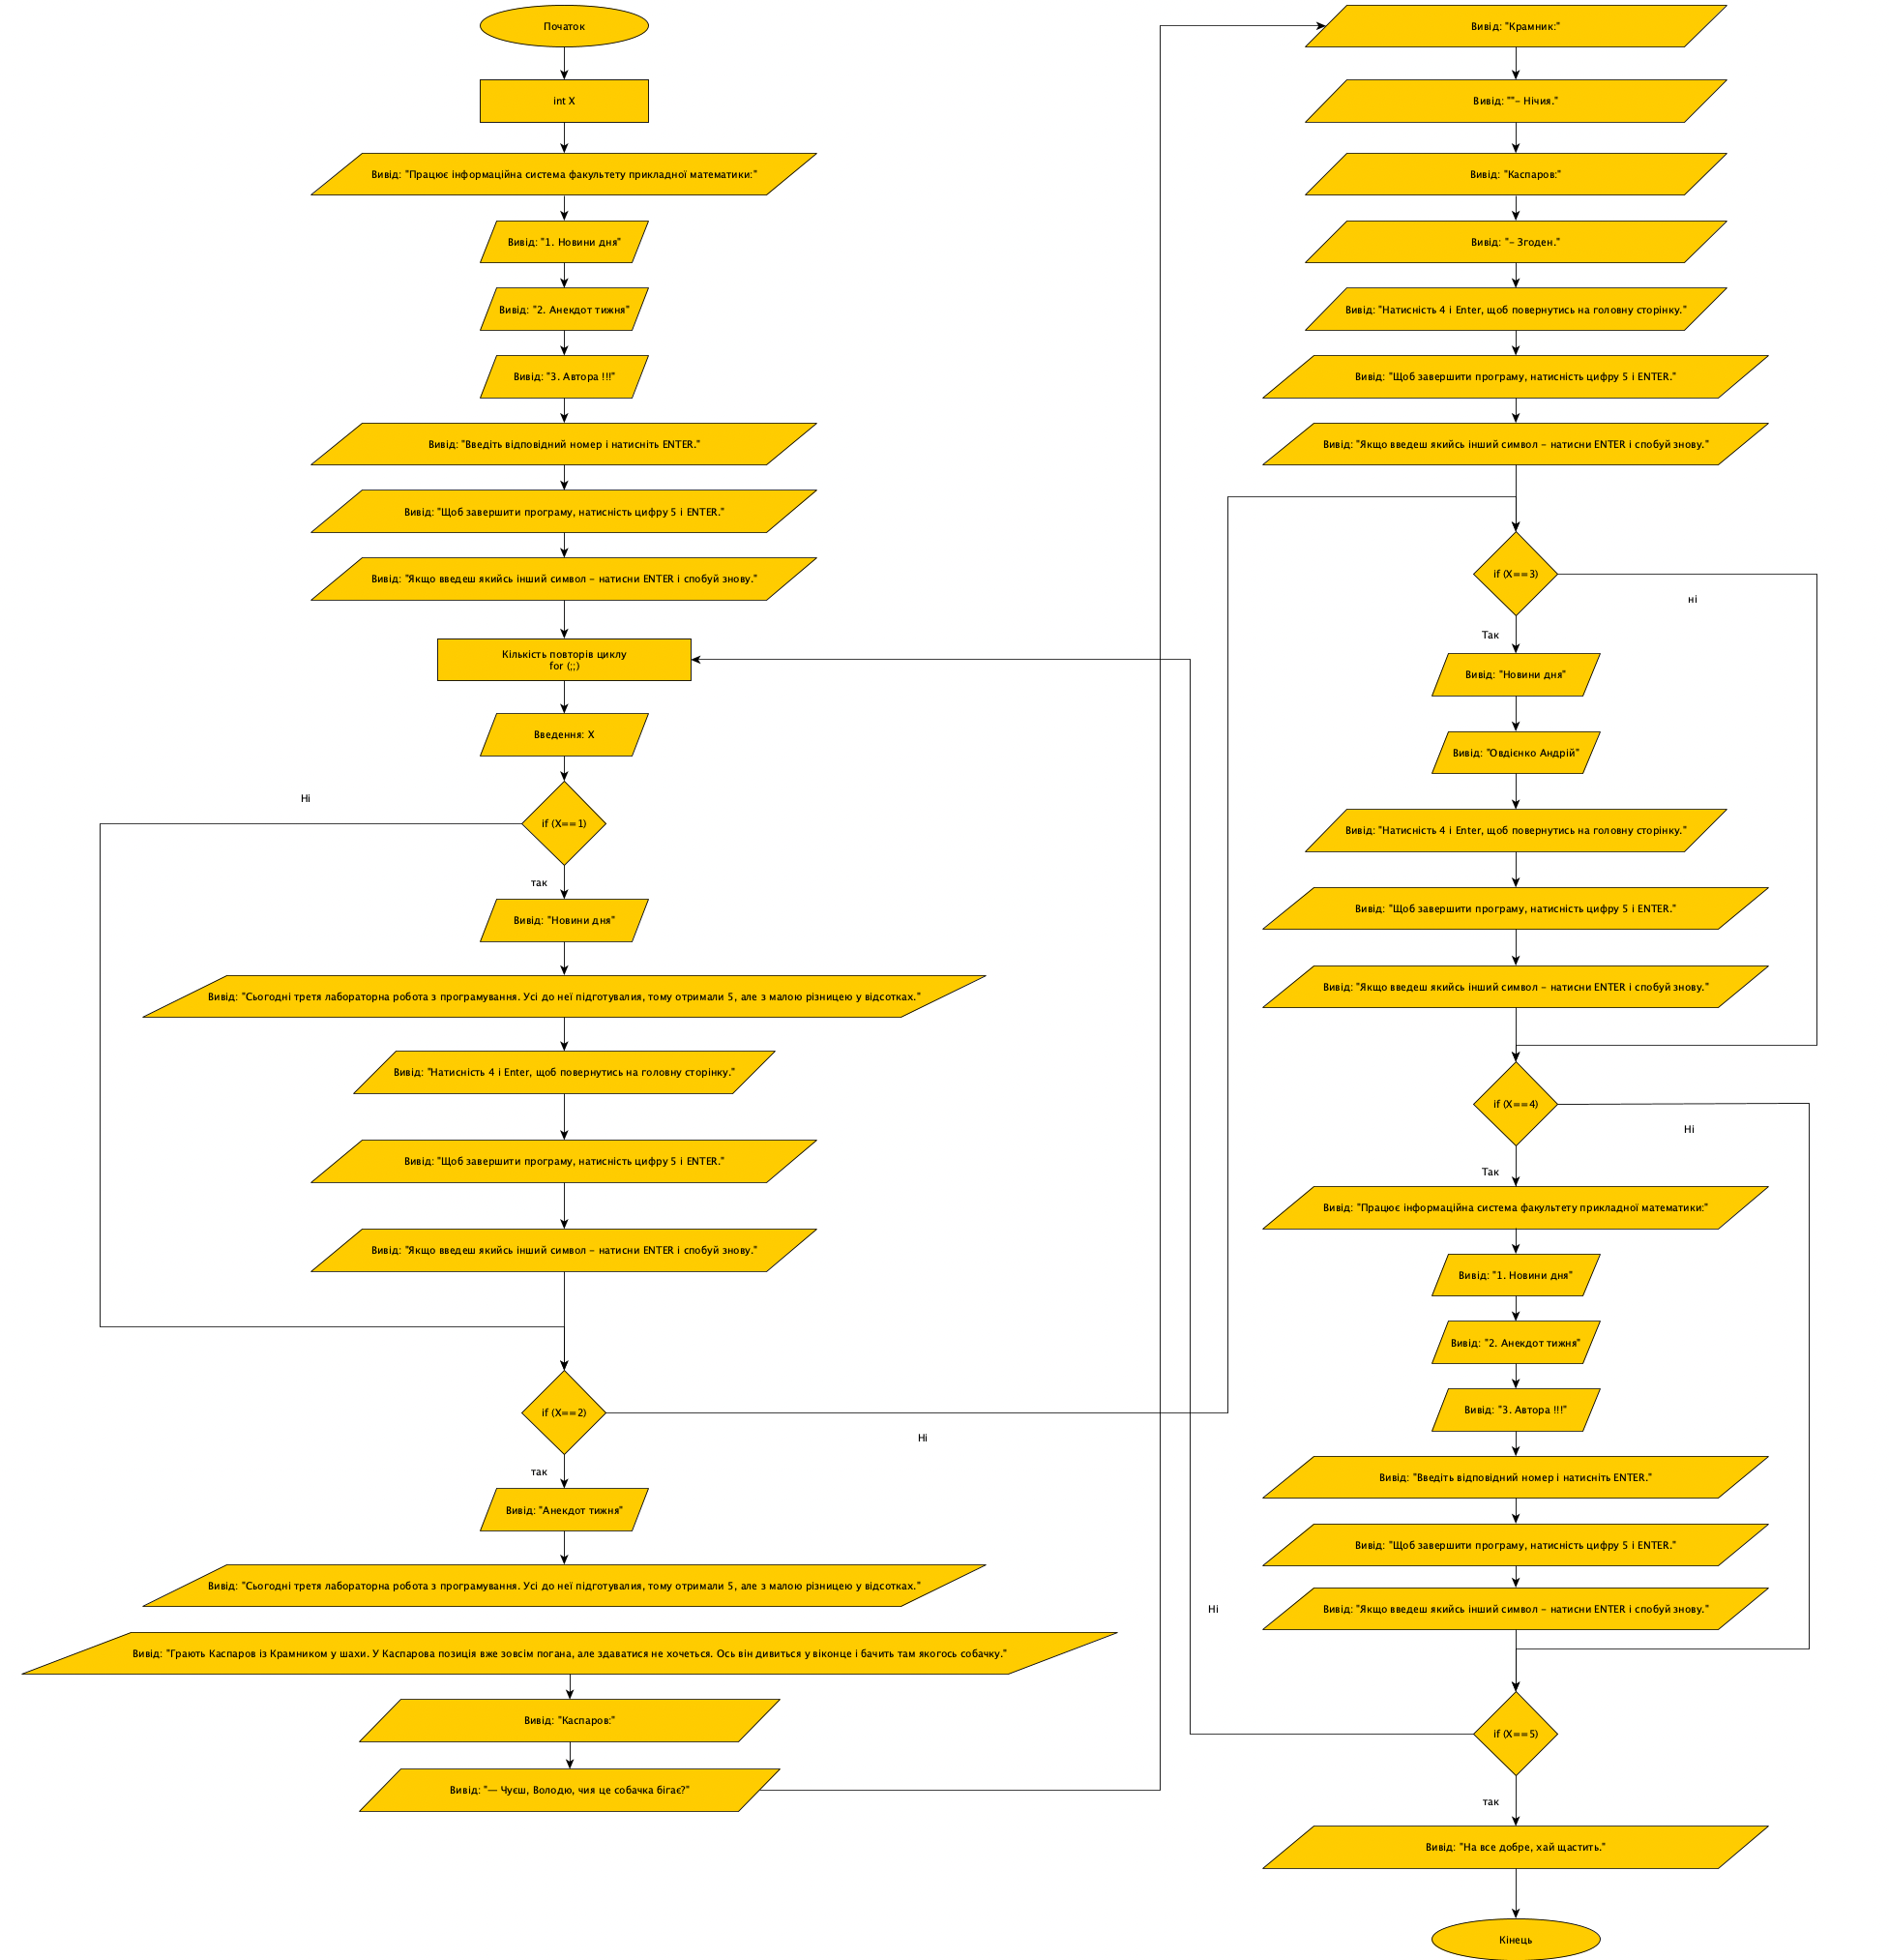 Початок
int X
Вивід: "Працює інформаційна система факультету прикладної математики:"
Вивід: "1. Новини дня"
Вивід: "2. Анекдот тижня"
Вивід: "3. Автора !!!"
Вивід: "Введіть відповідний номер і натисніть ENTER."
Вивід: "Щоб завершити програму, натисність цифру 5 і ENTER."
Вивід: "Якщо введеш якийсь інший символ - натисни ENTER і спобуй знову."
Кількість повторів циклу
for (;;)
Введення: X
Ні
if (X==1)
так
Вивід: "Новини дня"
Вивід: "Сьогодні третя лабораторна робота з програмування. Усі до неї підготувалия, тому отримали 5, але з малою різницею у відсотках."
Вивід: "Натисність 4 і Enter, щоб повернутись на головну сторінку."
Вивід: "Щоб завершити програму, натисність цифру 5 і ENTER."
Вивід: "Якщо введеш якийсь інший символ - натисни ENTER і спобуй знову."
if (X==2)
Ні
так
Вивід: "Анекдот тижня"
Вивід: "Сьогодні третя лабораторна робота з програмування. Усі до неї підготувалия, тому отримали 5, але з малою різницею у відсотках."
Вивід: "Грають Каспаров із Крамником у шахи. У Каспарова позиція вже зовсім погана, але здаватися не хочеться. Ось він дивиться у віконце і бачить там якогось собачку."
Вивід: "Каспаров:"
Вивід: "— Чуєш, Володю, чия це собачка бігає?"
Вивід: "Крамник:"
Вивід: ""- Нічия."
Вивід: "Каспаров:"
Вивід: "- Згоден."
Вивід: "Натисність 4 і Enter, щоб повернутись на головну сторінку."
Вивід: "Щоб завершити програму, натисність цифру 5 і ENTER."
Вивід: "Якщо введеш якийсь інший символ - натисни ENTER і спобуй знову."
if (X==3)
ні
Так
Вивід: "Новини дня"
Вивід: "Овдієнко Андрій"
Вивід: "Натисність 4 і Enter, щоб повернутись на головну сторінку."
Вивід: "Щоб завершити програму, натисність цифру 5 і ENTER."
Вивід: "Якщо введеш якийсь інший символ - натисни ENTER і спобуй знову."
if (X==4)
Ні
Так
Вивід: "Працює інформаційна система факультету прикладної математики:"
Вивід: "1. Новини дня"
Вивід: "2. Анекдот тижня"
Вивід: "3. Автора !!!"
Вивід: "Введіть відповідний номер і натисніть ENTER."
Вивід: "Щоб завершити програму, натисність цифру 5 і ENTER."
Вивід: "Якщо введеш якийсь інший символ - натисни ENTER і спобуй знову."
Ні
if (X==5)
так
Вивід: "На все добре, хай щастить."
Кінець